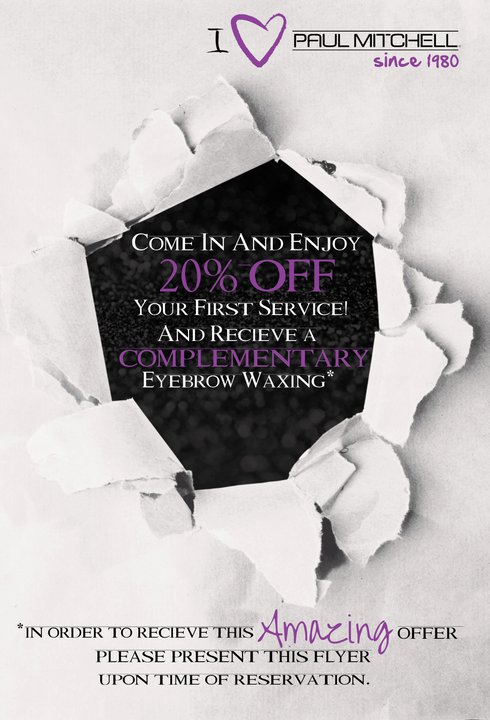 I PAUL MITCHELL
since 1980
COME IN AND ENJOY
20% OFF
YOUR FIRST SERVICE!
AND RECIEVE A
COMPLEMENTARY
EYEBROW WAXING*
*IN ORDER TO RECIEVE THIS Amazing OFFER
PLEASE PRESENT THIS FLYER
UPON TIME OF RESERVATION.